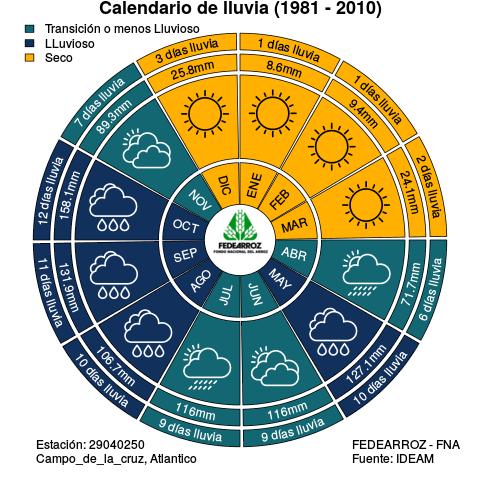 Calendario de lluvia (1981 - 2010)
Transición o menos Lluvioso
LLuvioso
Seco
1 días lluvia
8.6mm
ENE
1 días lluvia
9.4mm
FEB
2 días lluvia
24.1mm
MAR
6 días lluvia
71.7mm
ABR
10 días lluvia
127.1mm
MAY
9 días lluvia
116mm
JUN
9 días lluvia
116mm
JUL
10 días lluvia
106.7mm
AGO
11 días lluvia
131.9mm
SEP
12 días lluvia
158.1mm
OCT
7 días lluvia
89.3mm
NOV
3 días lluvia
25.8mm
DIC
FEDEARROZ
FONDO NACIONAL DEL ARROZ
Estación: 29040250
Campo_de_la_cruz, Atlantico
FEDEARROZ - FNA
Fuente: IDEAM